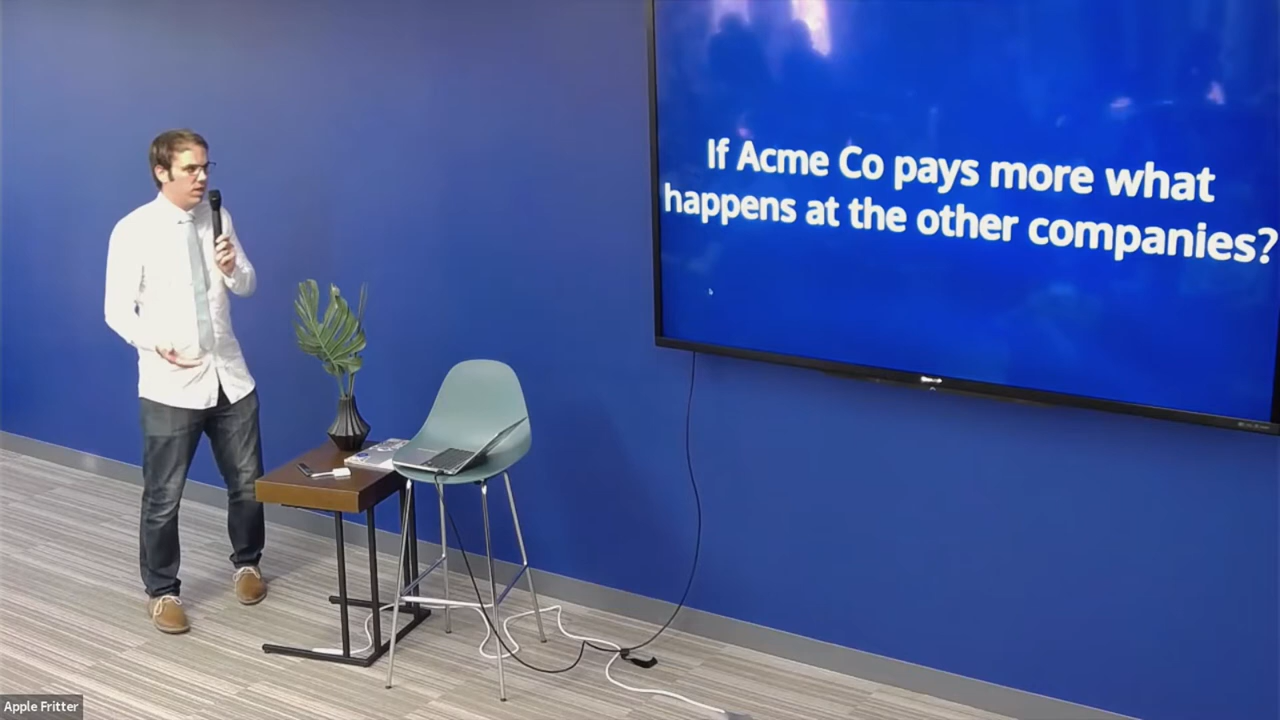 If Acme Co pays more what
happens at the other companies?
Apple Fritter